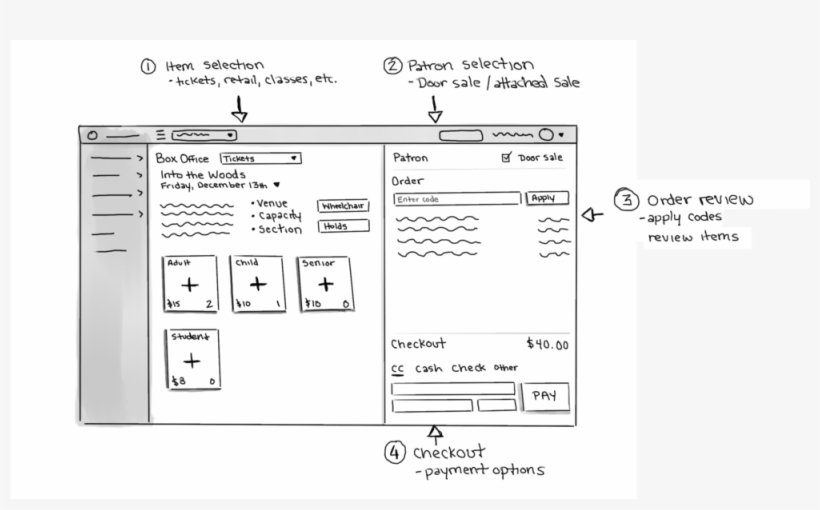 ① Item selection
- tickets, retail, classes, etc.
② Patron selection
- Door sale / attached sale
Box Office Tickets
Into the Woods
Friday, December 13th
• Venue
• Capacity
• Section
Wheelchair
Holds
Adult
+
$15 2
Child
+
$10 1
Senior
+
$10 0
Student
+
$8 0
Patron Door Sale
Order
Enter code Apply
③ Order review
- apply codes
review items
Checkout $40.00
CC Cash Check Other
PAY
④ Checkout
- payment options